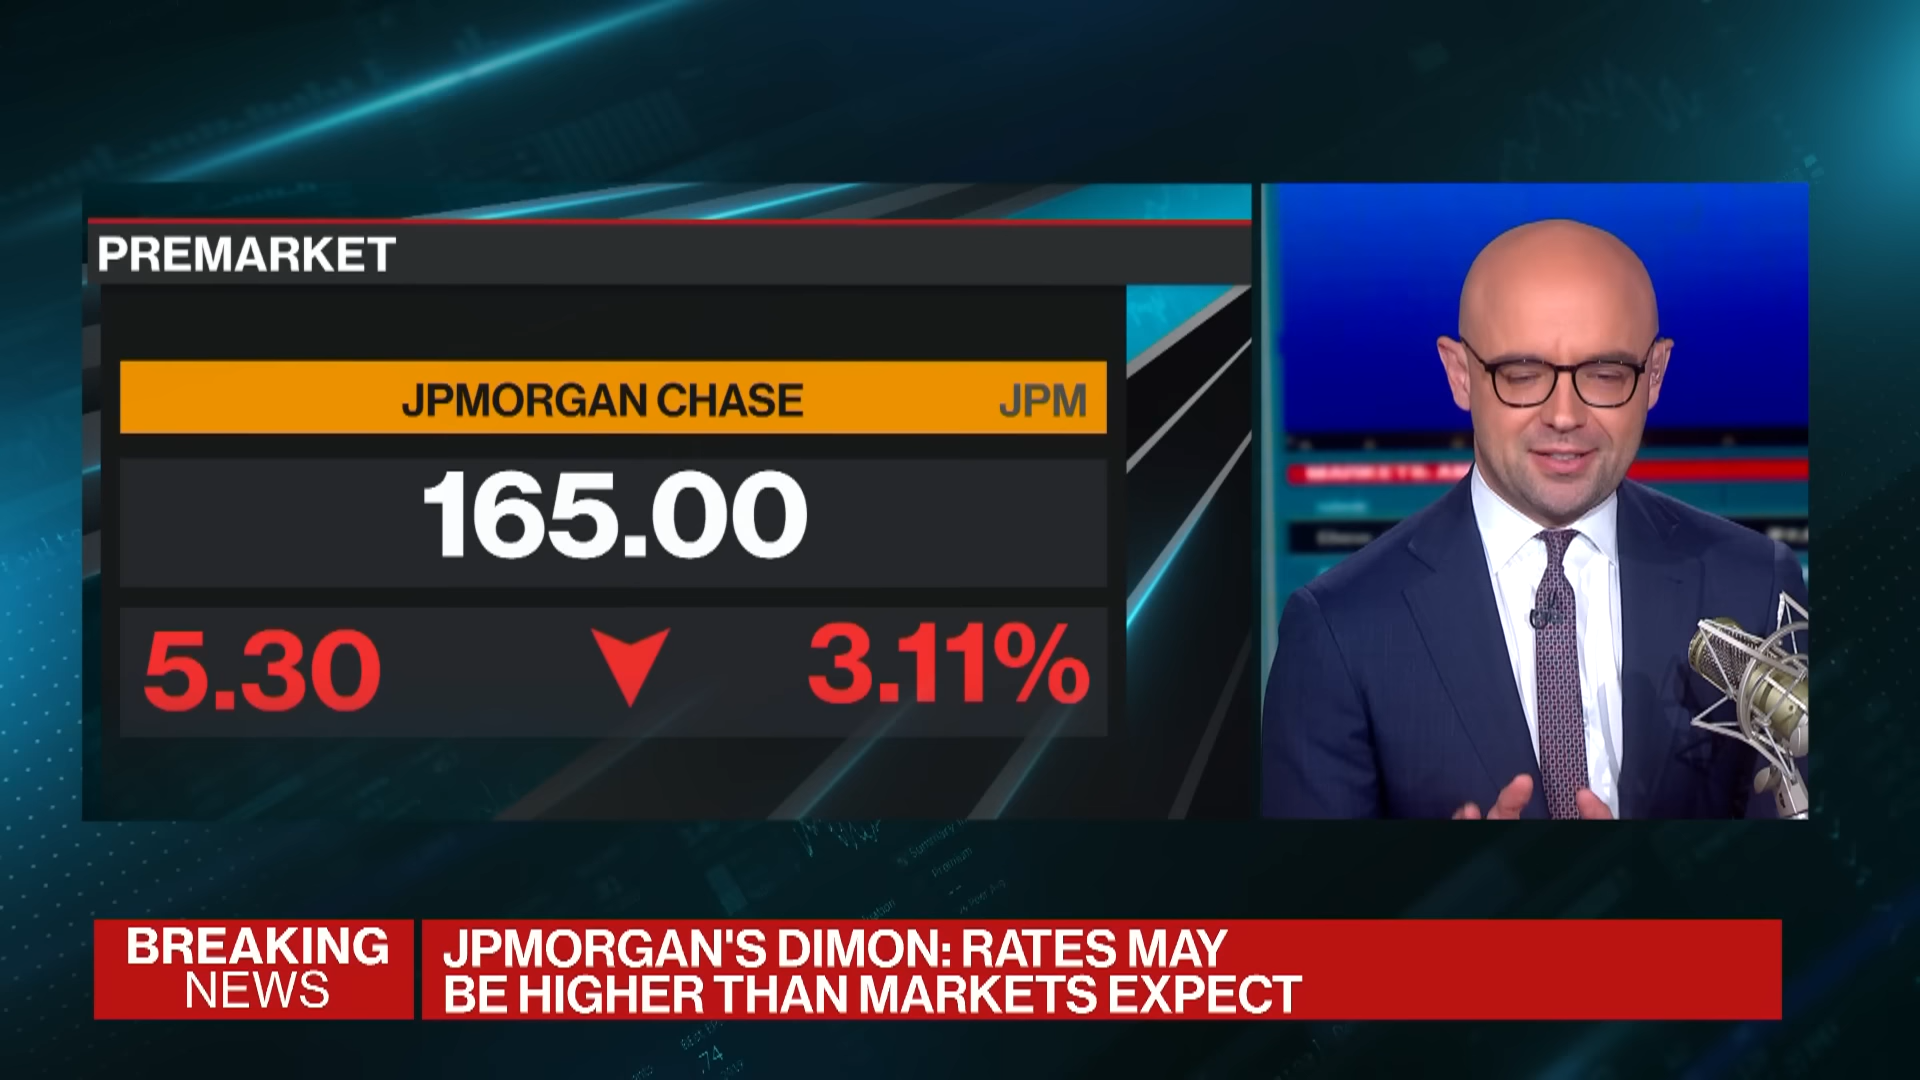 PREMARKET
JPMORGAN CHASE JPM
165.00
5.30 3.11%
BREAKING
NEWS
JPMORGAN'S DIMON: RATES MAY
BE HIGHER THAN MARKETS EXPECT
74